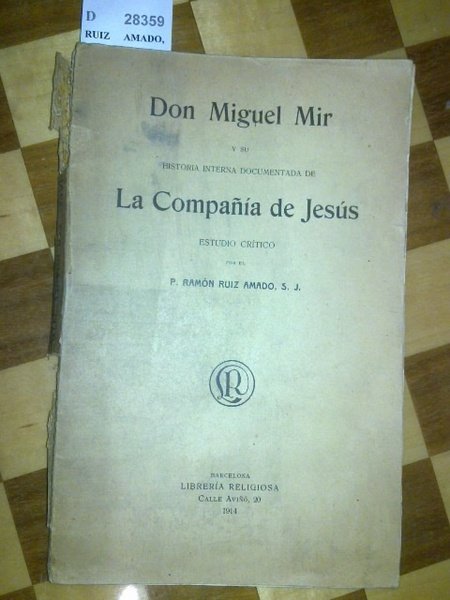 D 28359
RUIZ AMADO,
Don Miguel Mir
Y SU
HISTORIA INTERNA DOCUMENTADA DE
La Compañía de Jesús
ESTUDIO CRÍTICO
POR EL
P. RAMÓN RUIZ AMADO, S. J.
LR
BARCELONA
LIBRERÍA RELIGIOSA
CALLE AVIÑÓ, 20
1914